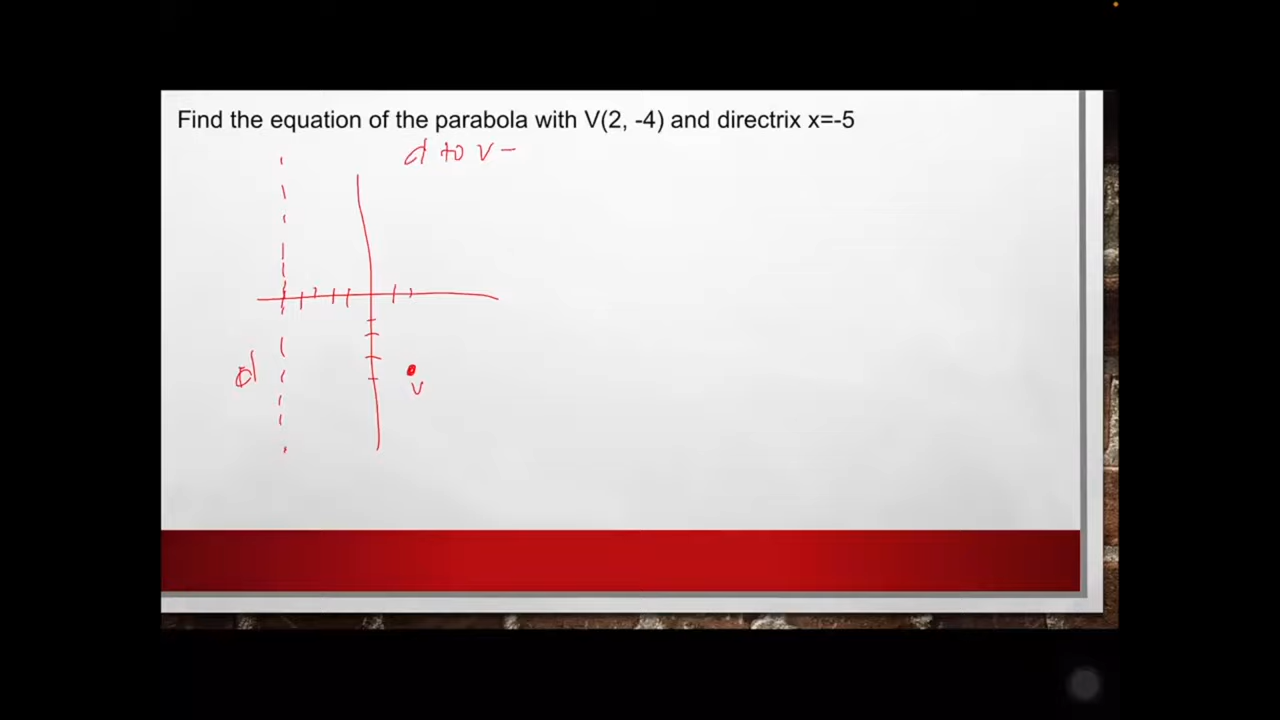 Find the equation of the parabola with V(2, -4) and directrix x=-5
d to v -
d
v